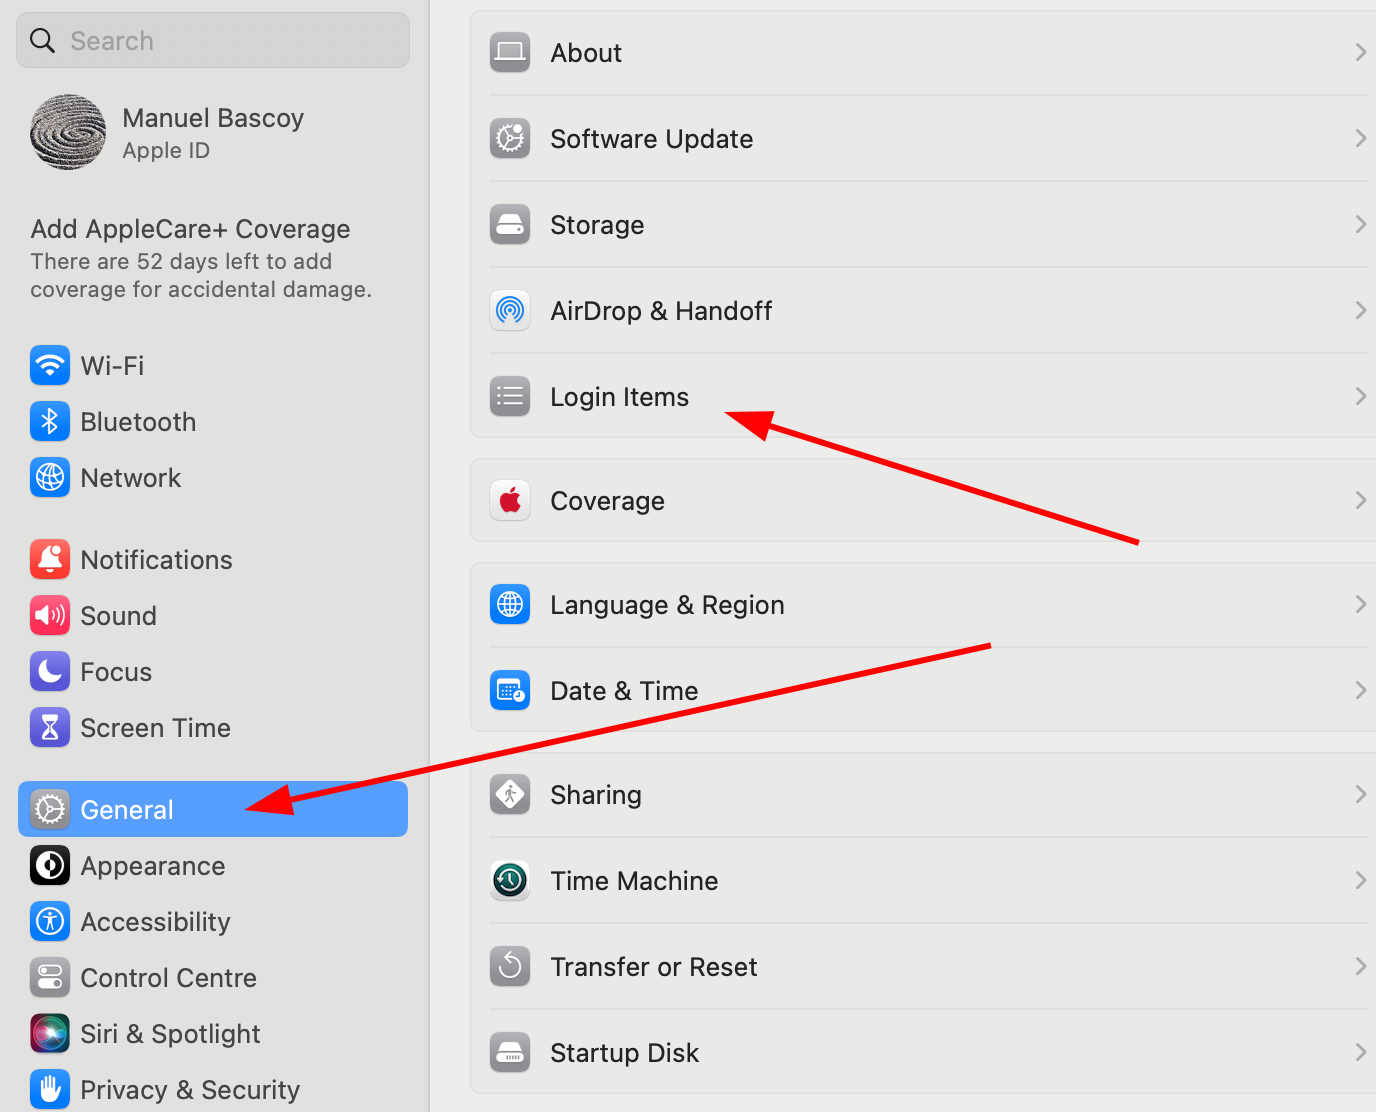 Search
Manuel Bascoy
Apple ID
Add AppleCare+ Coverage
There are 52 days left to add
coverage for accidental damage.
Wi-Fi
Bluetooth
Network
Notifications
Sound
Focus
Screen Time
General
Appearance
Accessibility
Control Centre
Siri & Spotlight
Privacy & Security
About
Software Update
Storage
AirDrop & Handoff
Login Items
Coverage
Language & Region
Date & Time
Sharing
Time Machine
Transfer or Reset
Startup Disk